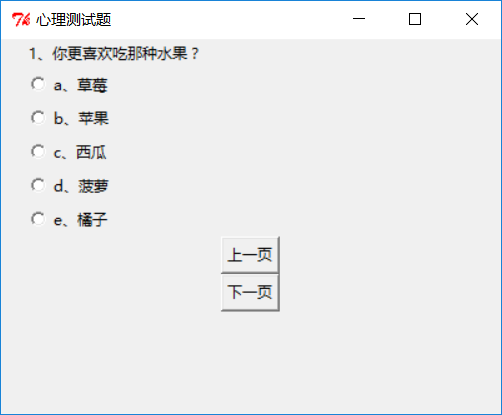 心理测试题
1、你更喜欢吃那种水果？
a、草莓
b、苹果
c、西瓜
d、菠萝
e、橘子
上一页
下一页